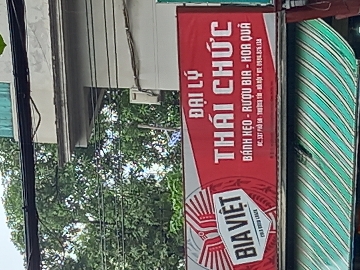 ĐẠI LÝ
THÁI CHỨC
BÁNH KẸO - RƯỢU BIA - HOA QUẢ
BIA VIỆT